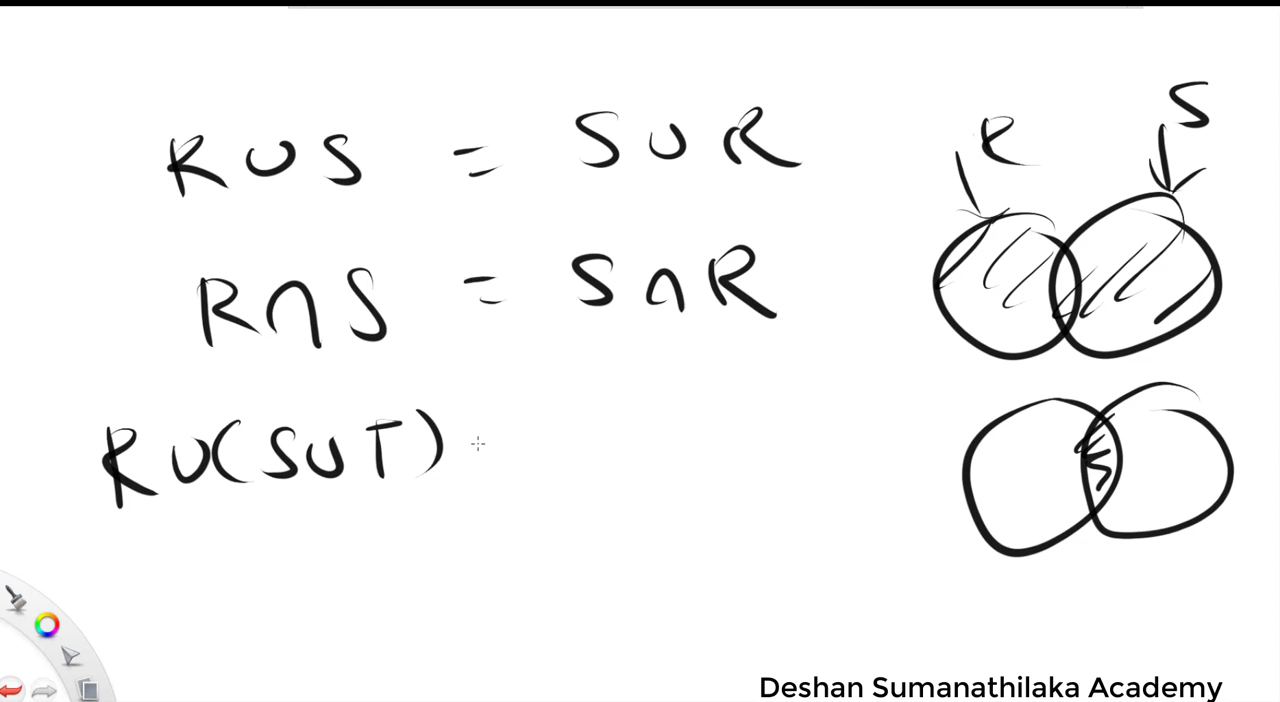 R ∪ S = S ∪ R
R ∩ S = S ∩ R
R ∪ (S ∪ T)
R
S
Deshan Sumanathilaka Academy